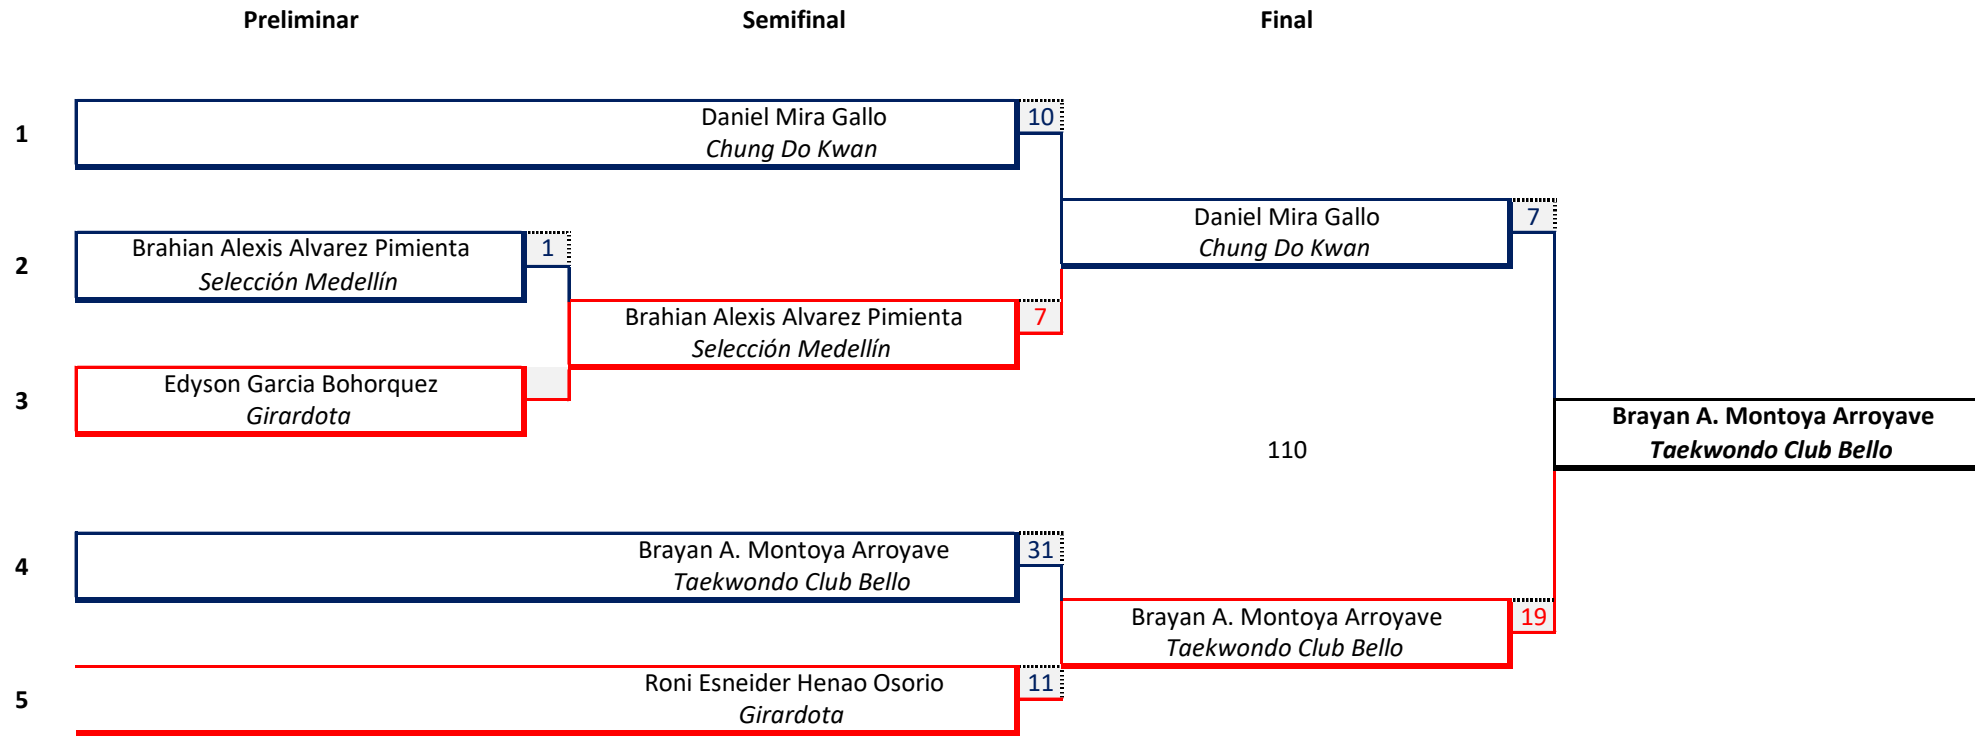 Preliminar Semifinal Final
1
Daniel Mira Gallo 10
Chung Do Kwan
Daniel Mira Gallo 7
Chung Do Kwan
2
Brahian Alexis Alvarez Pimienta 1
Selección Medellín
Brahian Alexis Alvarez Pimienta 7
Selección Medellín
3
Edyson Garcia Bohorquez
Girardota
Brayan A. Montoya Arroyave
Taekwondo Club Bello
110
4
Brayan A. Montoya Arroyave 31
Taekwondo Club Bello
Brayan A. Montoya Arroyave 19
Taekwondo Club Bello
5
Roni Esneider Henao Osorio 11
Girardota